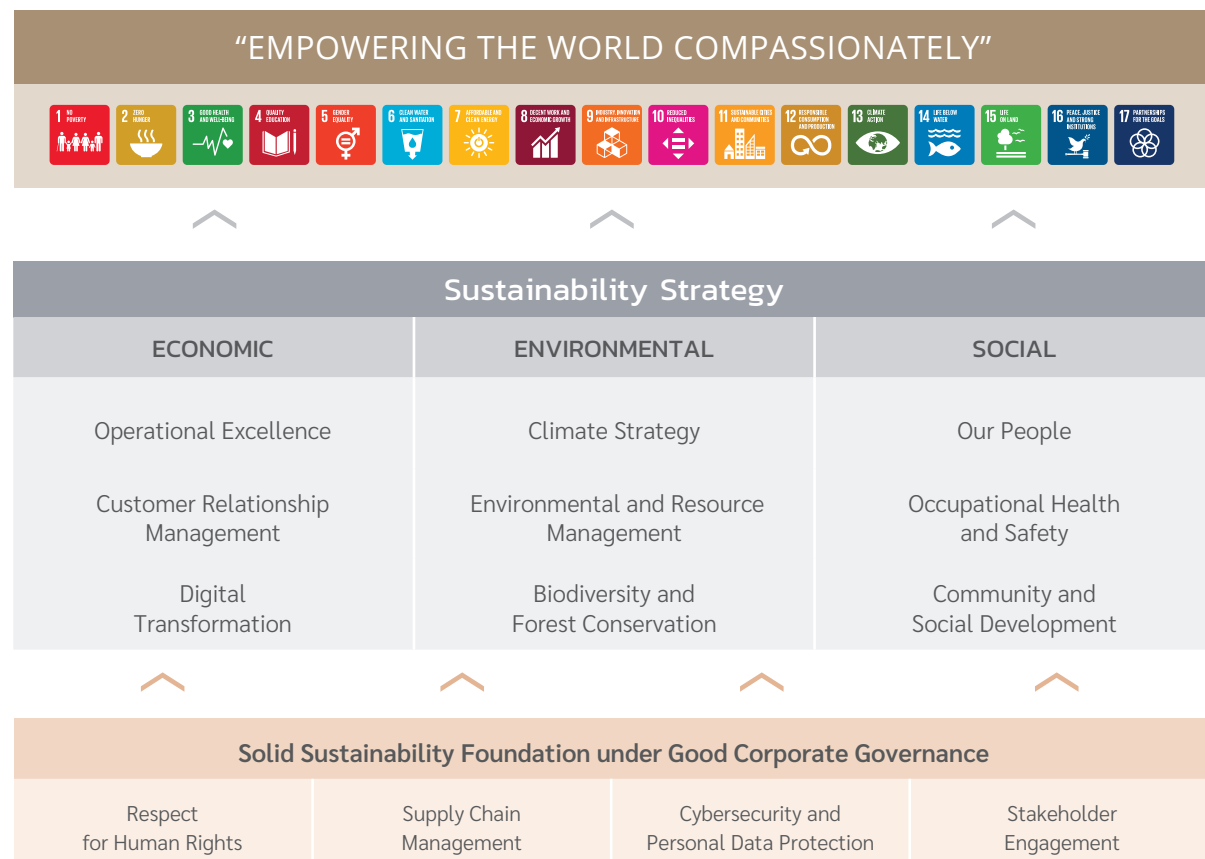 “EMPOWERING THE WORLD COMPASSIONATELY”
1 NO
POVERTY
2 ZERO
HUNGER
3 GOOD HEALTH
AND WELL-BEING
4 QUALITY
EDUCATION
5 GENDER
EQUALITY
6 CLEAN WATER
AND SANITATION
7 AFFORDABLE AND
CLEAN ENERGY
8 DECENT WORK AND
ECONOMIC GROWTH
9 INDUSTRY, INNOVATION
AND INFRASTRUCTURE
10 REDUCED
INEQUALITIES
11 SUSTAINABLE CITIES
AND COMMUNITIES
12 RESPONSIBLE
CONSUMPTION
AND PRODUCTION
13 CLIMATE
ACTION
14 LIFE BELOW
WATER
15 LIFE
ON LAND
16 PEACE, JUSTICE
AND STRONG
INSTITUTIONS
17 PARTNERSHIPS
FOR THE GOALS
Sustainability Strategy
ECONOMIC
ENVIRONMENTAL
SOCIAL
Operational Excellence
Climate Strategy
Our People
Customer Relationship
Management
Environmental and Resource
Management
Occupational Health
and Safety
Digital
Transformation
Biodiversity and
Forest Conservation
Community and
Social Development
Solid Sustainability Foundation under Good Corporate Governance
Respect
for Human Rights
Supply Chain
Management
Cybersecurity and
Personal Data Protection
Stakeholder
Engagement